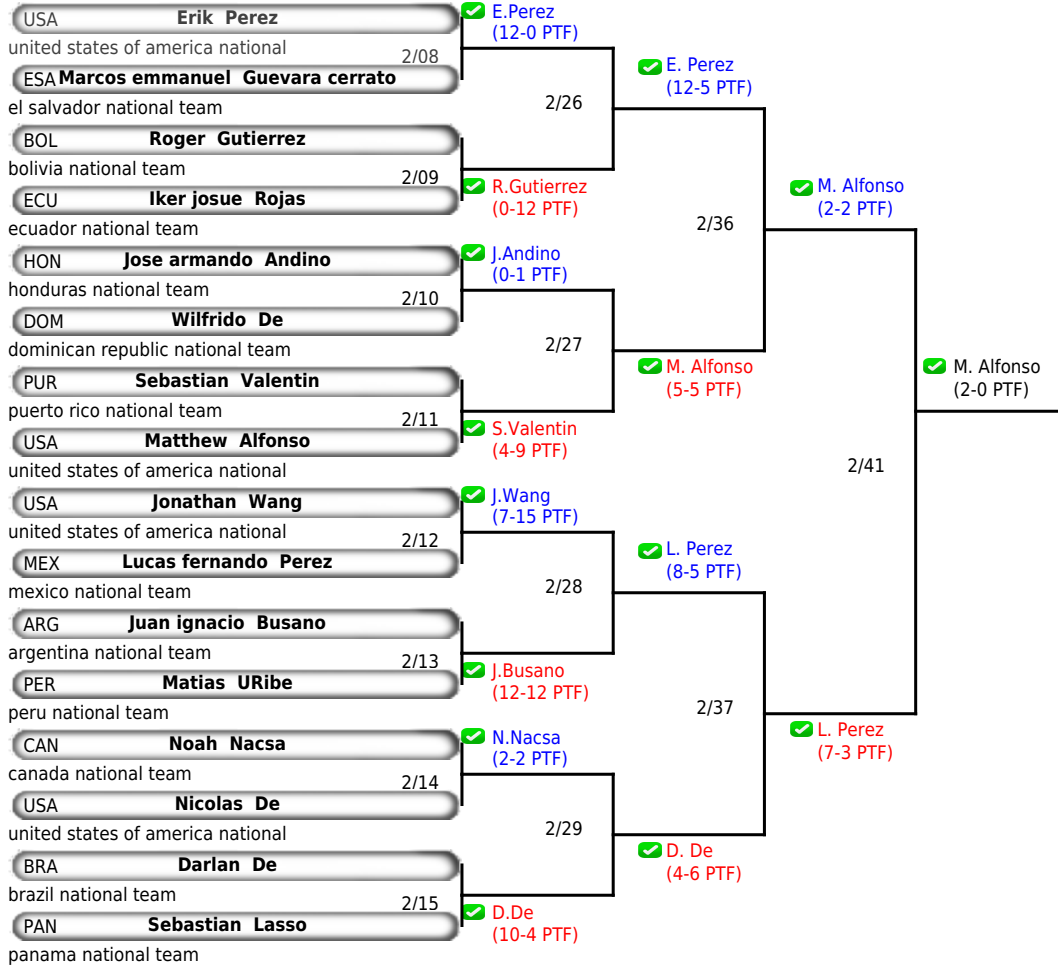 USA Erik Perez
united states of america national
2/08
ESA Marcos emmanuel Guevara cerrato
el salvador national team
BOL Roger Gutierrez
bolivia national team
2/09
ECU Iker josue Rojas
ecuador national team
HON Jose armando Andino
honduras national team
2/10
DOM Wilfrido De
dominican republic national team
PUR Sebastian Valentin
puerto rico national team
2/11
USA Matthew Alfonso
united states of america national
USA Jonathan Wang
united states of america national
2/12
MEX Lucas fernando Perez
mexico national team
ARG Juan ignacio Busano
argentina national team
2/13
PER Matias URibe
peru national team
CAN Noah Nacsa
canada national team
2/14
USA Nicolas De
united states of america national
BRA Darlan De
brazil national team
2/15
PAN Sebastian Lasso
panama national team
E.Perez
(12-0 PTF)
2/26
R.Gutierrez
(0-12 PTF)
J.Andino
(0-1 PTF)
2/27
S.Valentin
(4-9 PTF)
J.Wang
(7-15 PTF)
2/28
J.Busano
(12-12 PTF)
N.Nacsa
(2-2 PTF)
2/29
D.De
(10-4 PTF)
E. Perez
(12-5 PTF)
2/36
M. Alfonso
(5-5 PTF)
L. Perez
(8-5 PTF)
2/37
D. De
(4-6 PTF)
M. Alfonso
(2-2 PTF)
2/41
L. Perez
(7-3 PTF)
M. Alfonso
(2-0 PTF)